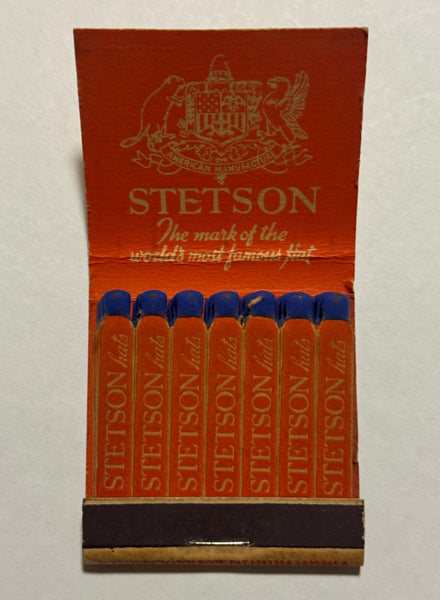 AMERICAN MANUFACTURE
STETSON
The mark of the
world's most famous Hat
STETSON hats
STETSON hats
STETSON hats
STETSON hats
STETSON hats
STETSON hats
STETSON hats